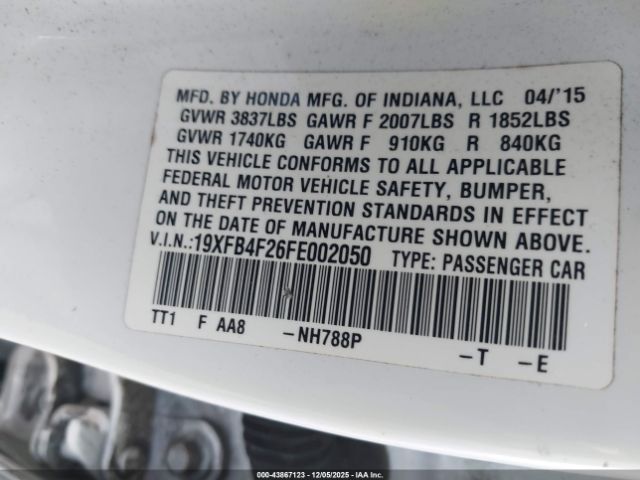 MFD. BY HONDA MFG. OF INDIANA, LLC 04/'15
GVWR 3837LBS GAWR F 2007LBS R 1852LBS
GVWR 1740KG GAWR F 910KG R 840KG
THIS VEHICLE CONFORMS TO ALL APPLICABLE
FEDERAL MOTOR VEHICLE SAFETY, BUMPER,
AND THEFT PREVENTION STANDARDS IN EFFECT
ON THE DATE OF MANUFACTURE SHOWN ABOVE.
V.I.N.:19XFB4F26FE002050 TYPE: PASSENGER CAR
TT1 F AA8 -NH788P -T -E
000-43867123 - 12/05/2025 - IAA Inc.